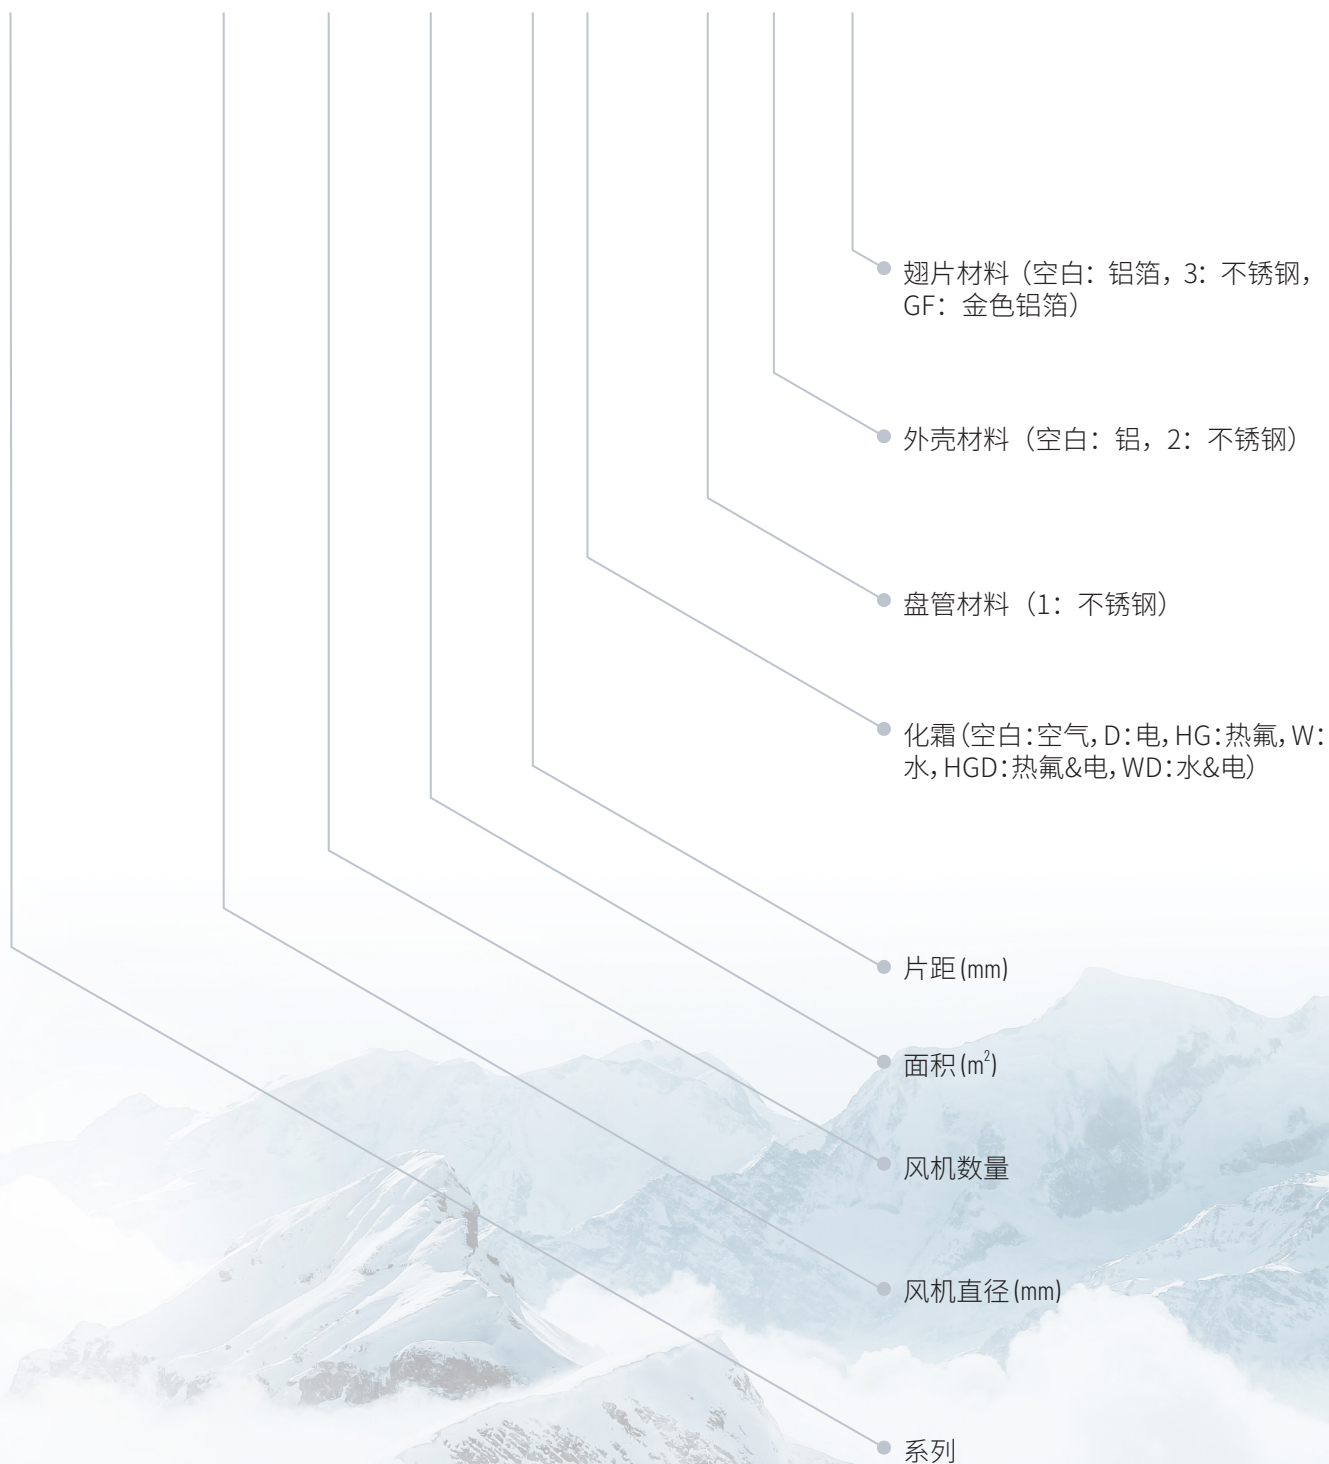 翅片材料（空白：铝箔，3：不锈钢，
GF：金色铝箔）
外壳材料（空白：铝，2：不锈钢）
盘管材料（1：不锈钢）
化霜（空白：空气，D：电，HG：热氟，W：
水，HGD：热氟&电，WD：水&电）
片距(mm)
面积(m²)
风机数量
风机直径(mm)
系列